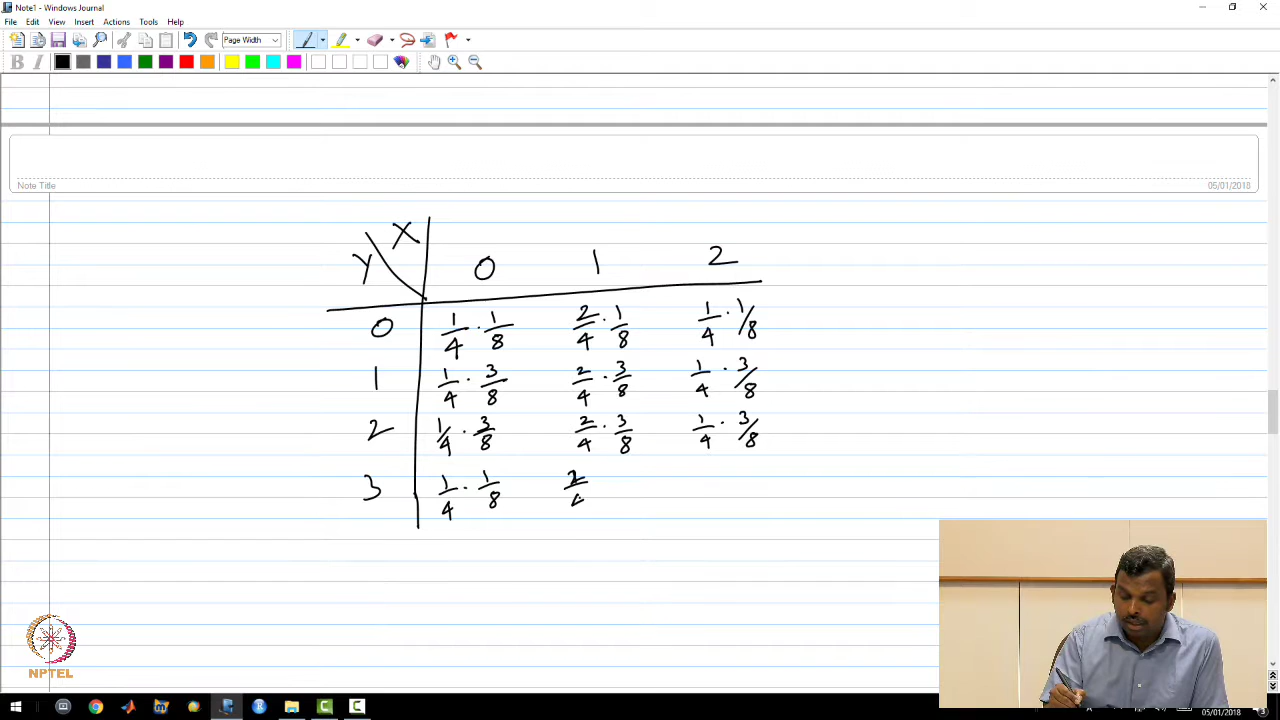 Note1 - Windows Journal
File Edit View Insert Actions Tools Help
Page Width
B I
Note Title
05/01/2018
X
Y 0 1 2
0 1/4 · 1/8 2/4 · 1/8 1/4 · 1/8
1 1/4 · 3/8 2/4 · 3/8 1/4 · 3/8
2 1/4 · 3/8 2/4 · 3/8 1/4 · 3/8
3 1/4 · 1/8 2/
NPTEL
05/01/2018